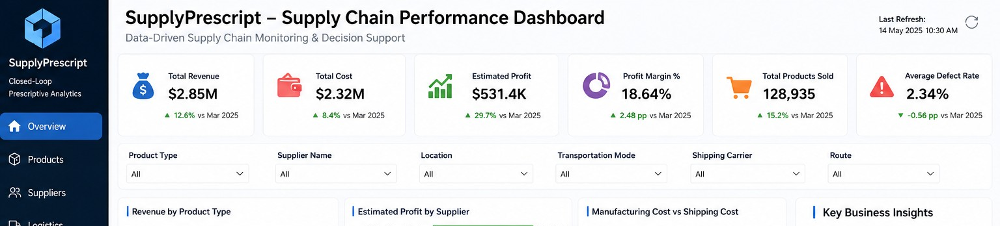 SupplyPrescript
Closed-Loop
Prescriptive Analytics
Overview
Products
Suppliers
Logistics
SupplyPrescript – Supply Chain Performance Dashboard
Data-Driven Supply Chain Monitoring & Decision Support
Last Refresh:
14 May 2025 10:30 AM
Total Revenue
$2.85M
▲ 12.6% vs Mar 2025
Total Cost
$2.32M
▲ 8.4% vs Mar 2025
Estimated Profit
$531.4K
▲ 29.7% vs Mar 2025
Profit Margin %
18.64%
▲ 2.48 pp vs Mar 2025
Total Products Sold
128,935
▲ 15.2% vs Mar 2025
Average Defect Rate
2.34%
▼ -0.56 pp vs Mar 2025
Product Type
All
Supplier Name
All
Location
All
Transportation Mode
All
Shipping Carrier
All
Route
All
Revenue by Product Type
Estimated Profit by Supplier
Manufacturing Cost vs Shipping Cost
Key Business Insights